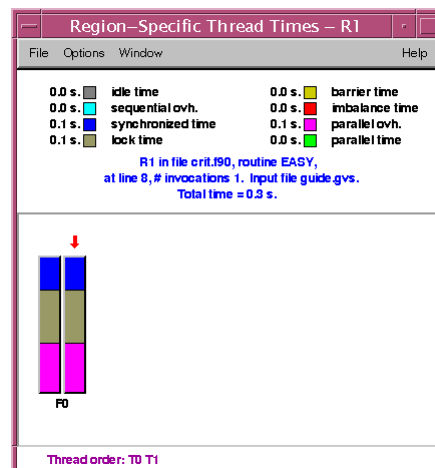 Region-Specific Thread Times - R1
File Options Window Help
0.0 s. idle time 0.0 s. barrier time
0.0 s. sequential ovh. 0.0 s. imbalance time
0.1 s. synchronized time 0.1 s. parallel ovh.
0.1 s. lock time 0.0 s. parallel time
R1 in file crit.f90, routine EASY,
at line 8, # invocations 1. Input file guide.gvs.
Total time = 0.3 s.
F0
Thread order: T0 T1